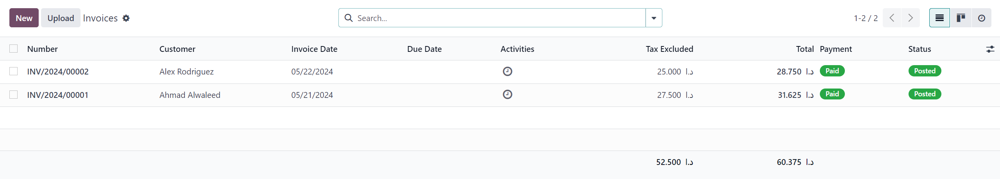 New Upload Invoices Search... 1-2 / 2
Number Customer Invoice Date Due Date Activities Tax Excluded Total Payment Status
INV/2024/00002 Alex Rodriguez 05/22/2024 25.000 د.ا 28.750 د.ا Paid Posted
INV/2024/00001 Ahmad Alwaleed 05/21/2024 27.500 د.ا 31.625 د.ا Paid Posted
52.500 د.ا 60.375 د.ا